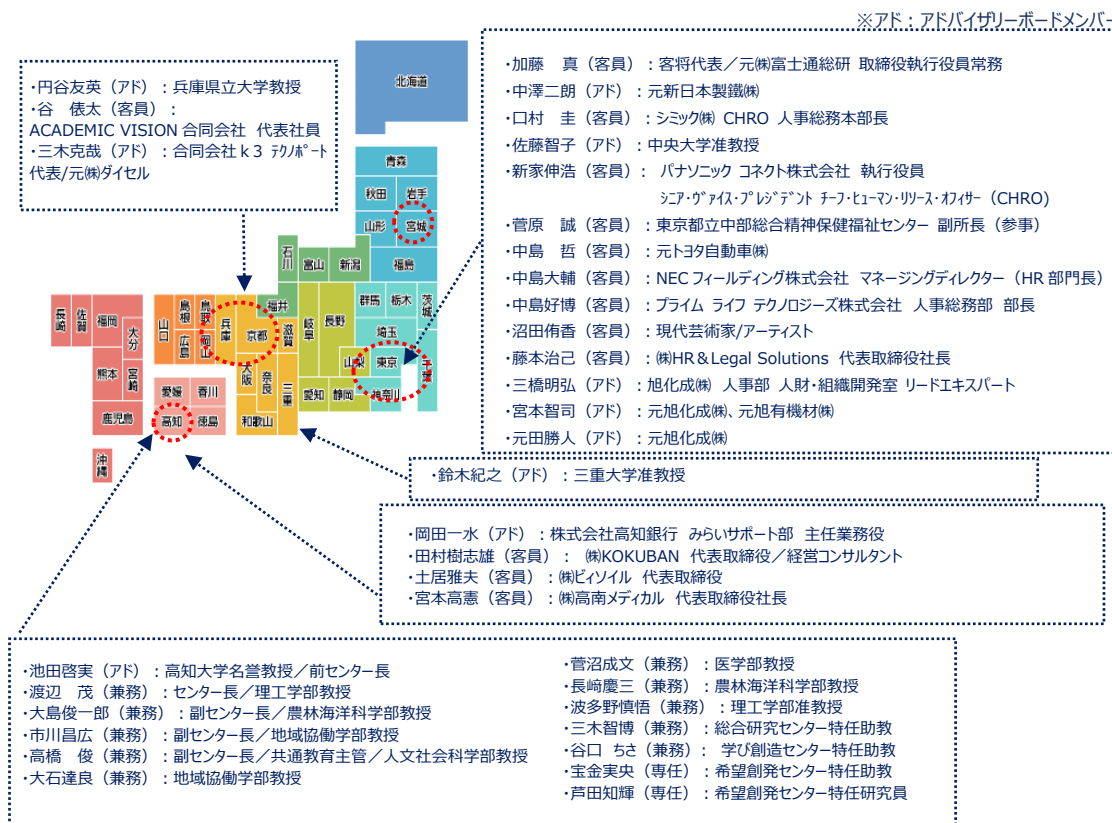 ※アド：アドバイザリーボードメンバー
・円谷友英（アド）：兵庫県立大学教授
・谷　俵太（客員）：
ACADEMIC VISION 合同会社 代表社員
・三木克哉（アド）：合同会社ｋ３ ﾃｸﾉﾎﾟｰﾄ
代表/元㈱ダイセル
・加藤　真（客員）：客将代表／元㈱富士通総研 取締役執行役員常務
・中澤二朗（アド）：元新日本製鐵㈱
・口村　圭（客員）：シミック㈱ CHRO 人事総務本部長
・佐藤智子（アド）：中央大学准教授
・新家伸浩（客員）： パナソニック コネクト株式会社 執行役員
ｼﾆｱ・ｳﾞｧｲｽ・ﾌﾟﾚｼﾞﾃﾞﾝﾄ ﾁｰﾌ・ﾋｭｰﾏﾝ・ﾘﾘｰｽ・ｵﾌｨｻｰ（CHRO)
・菅原　誠（客員）：東京都立中部総合精神保健福祉センター 副所長（参事）
・中島　哲（客員）：元トヨタ自動車㈱
・中島大輔（客員）：NEC フィールディング株式会社 マネージングディレクター（HR 部門長）
・中島好博（客員）：プライム ライフ テクノロジーズ株式会社 人事総務部 部長
・沼田侑香（客員）：現代芸術家/アーティスト
・藤本治己（客員）：㈱HR＆Legal Solutions 代表取締役社長
・三橋明弘（アド）：旭化成㈱ 人事部 人財・組織開発室 リードエキスパート
・宮本智司（アド）：元旭化成㈱、元旭有機材㈱
・元田勝人（アド）：元旭化成㈱
北海道
青森
秋田 岩手
山形 宮城
石川 富山 新潟 福島
福井 群馬 栃木 茨城
長崎 佐賀 福岡 大分
山口 島根 鳥取 広島 岡山
兵庫 京都 滋賀 岐阜 長野 埼玉
山梨 東京 千葉
熊本 宮崎 大阪 奈良 三重 愛知 静岡 神奈川
愛媛 香川
鹿児島 高知 徳島 和歌山
沖縄
・鈴木紀之（アド）：三重大学准教授
・岡田一水（アド）：株式会社高知銀行 みらいサポート部 主任業務役
・田村樹志雄（客員）： ㈱KOKUBAN 代表取締役／経営コンサルタント
・土居雅夫（客員）：㈱ビィソイル 代表取締役
・宮本高憲（客員）：㈱高南メディカル 代表取締役社長
・池田啓実（アド）：高知大学名誉教授／前センター長
・渡辺　茂（兼務）：センター長／理工学部教授
・大島俊一郎（兼務）：副センター長／農林海洋科学部教授
・市川昌広（兼務）：副センター長／地域協働学部教授
・高橋　俊（兼務）：副センター長／共通教育主管／人文社会科学部教授
・大石達良（兼務）：地域協働学部教授
・菅沼成文（兼務）：医学部教授
・長﨑慶三（兼務）：農林海洋科学部教授
・波多野慎悟（兼務）：理工学部准教授
・三木智博（兼務）：総合研究センター特任助教
・谷口 ちさ（兼務）： 学び創造センター特任助教
・宝金実央（専任）：希望創発センター特任助教
・芦田知輝（専任）：希望創発センター特任研究員